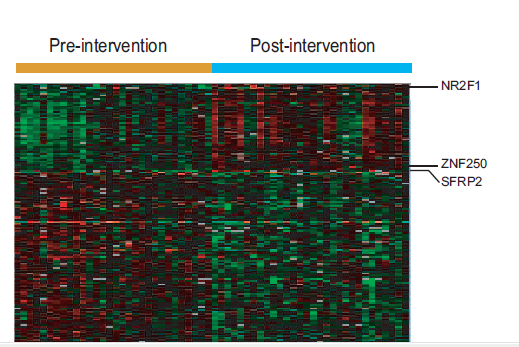 Pre-intervention Post-intervention
NR2F1
ZNF250
SFRP2